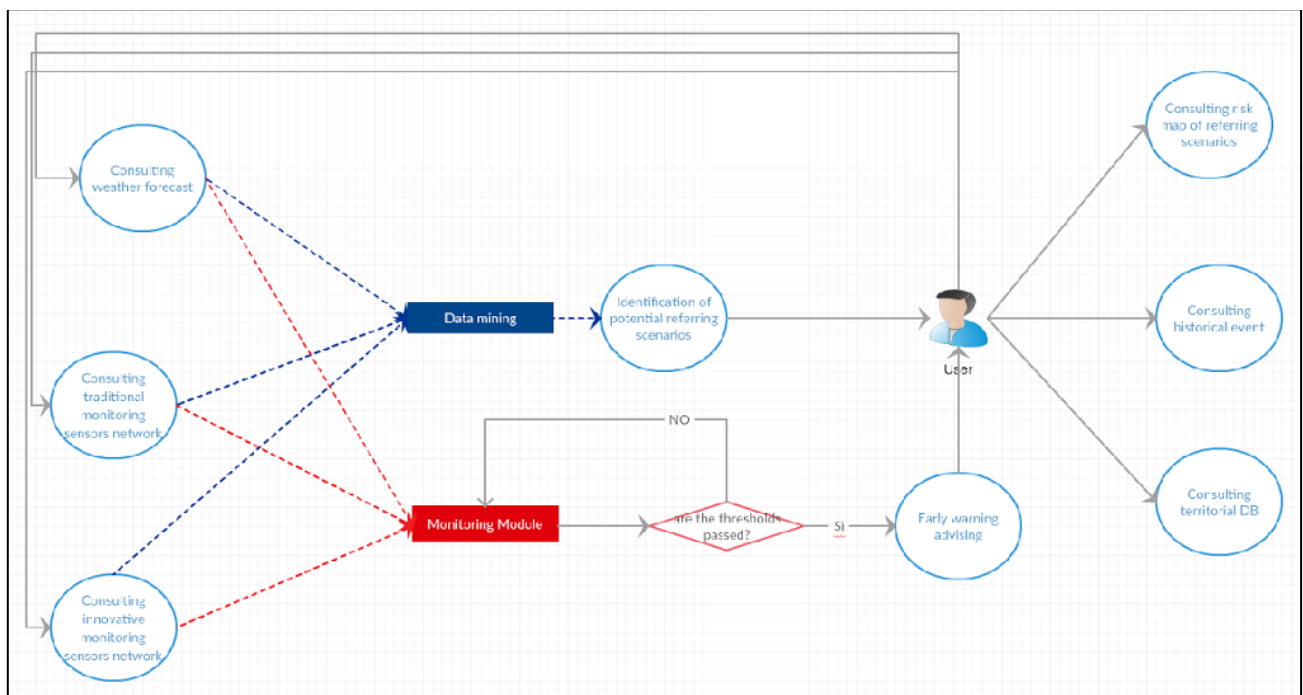 Consulting risk
map of referring
scenarios
Consulting
weather forecast
Data mining
Identification of
potential referring
scenarios
User
Consulting
historical event
Consulting
traditional
monitoring
sensors network
NO
Monitoring Module
are the thresholds
passed?
Sì
Early warning
advising
Consulting
territorial DB
Consulting
innovative
monitoring
sensors network